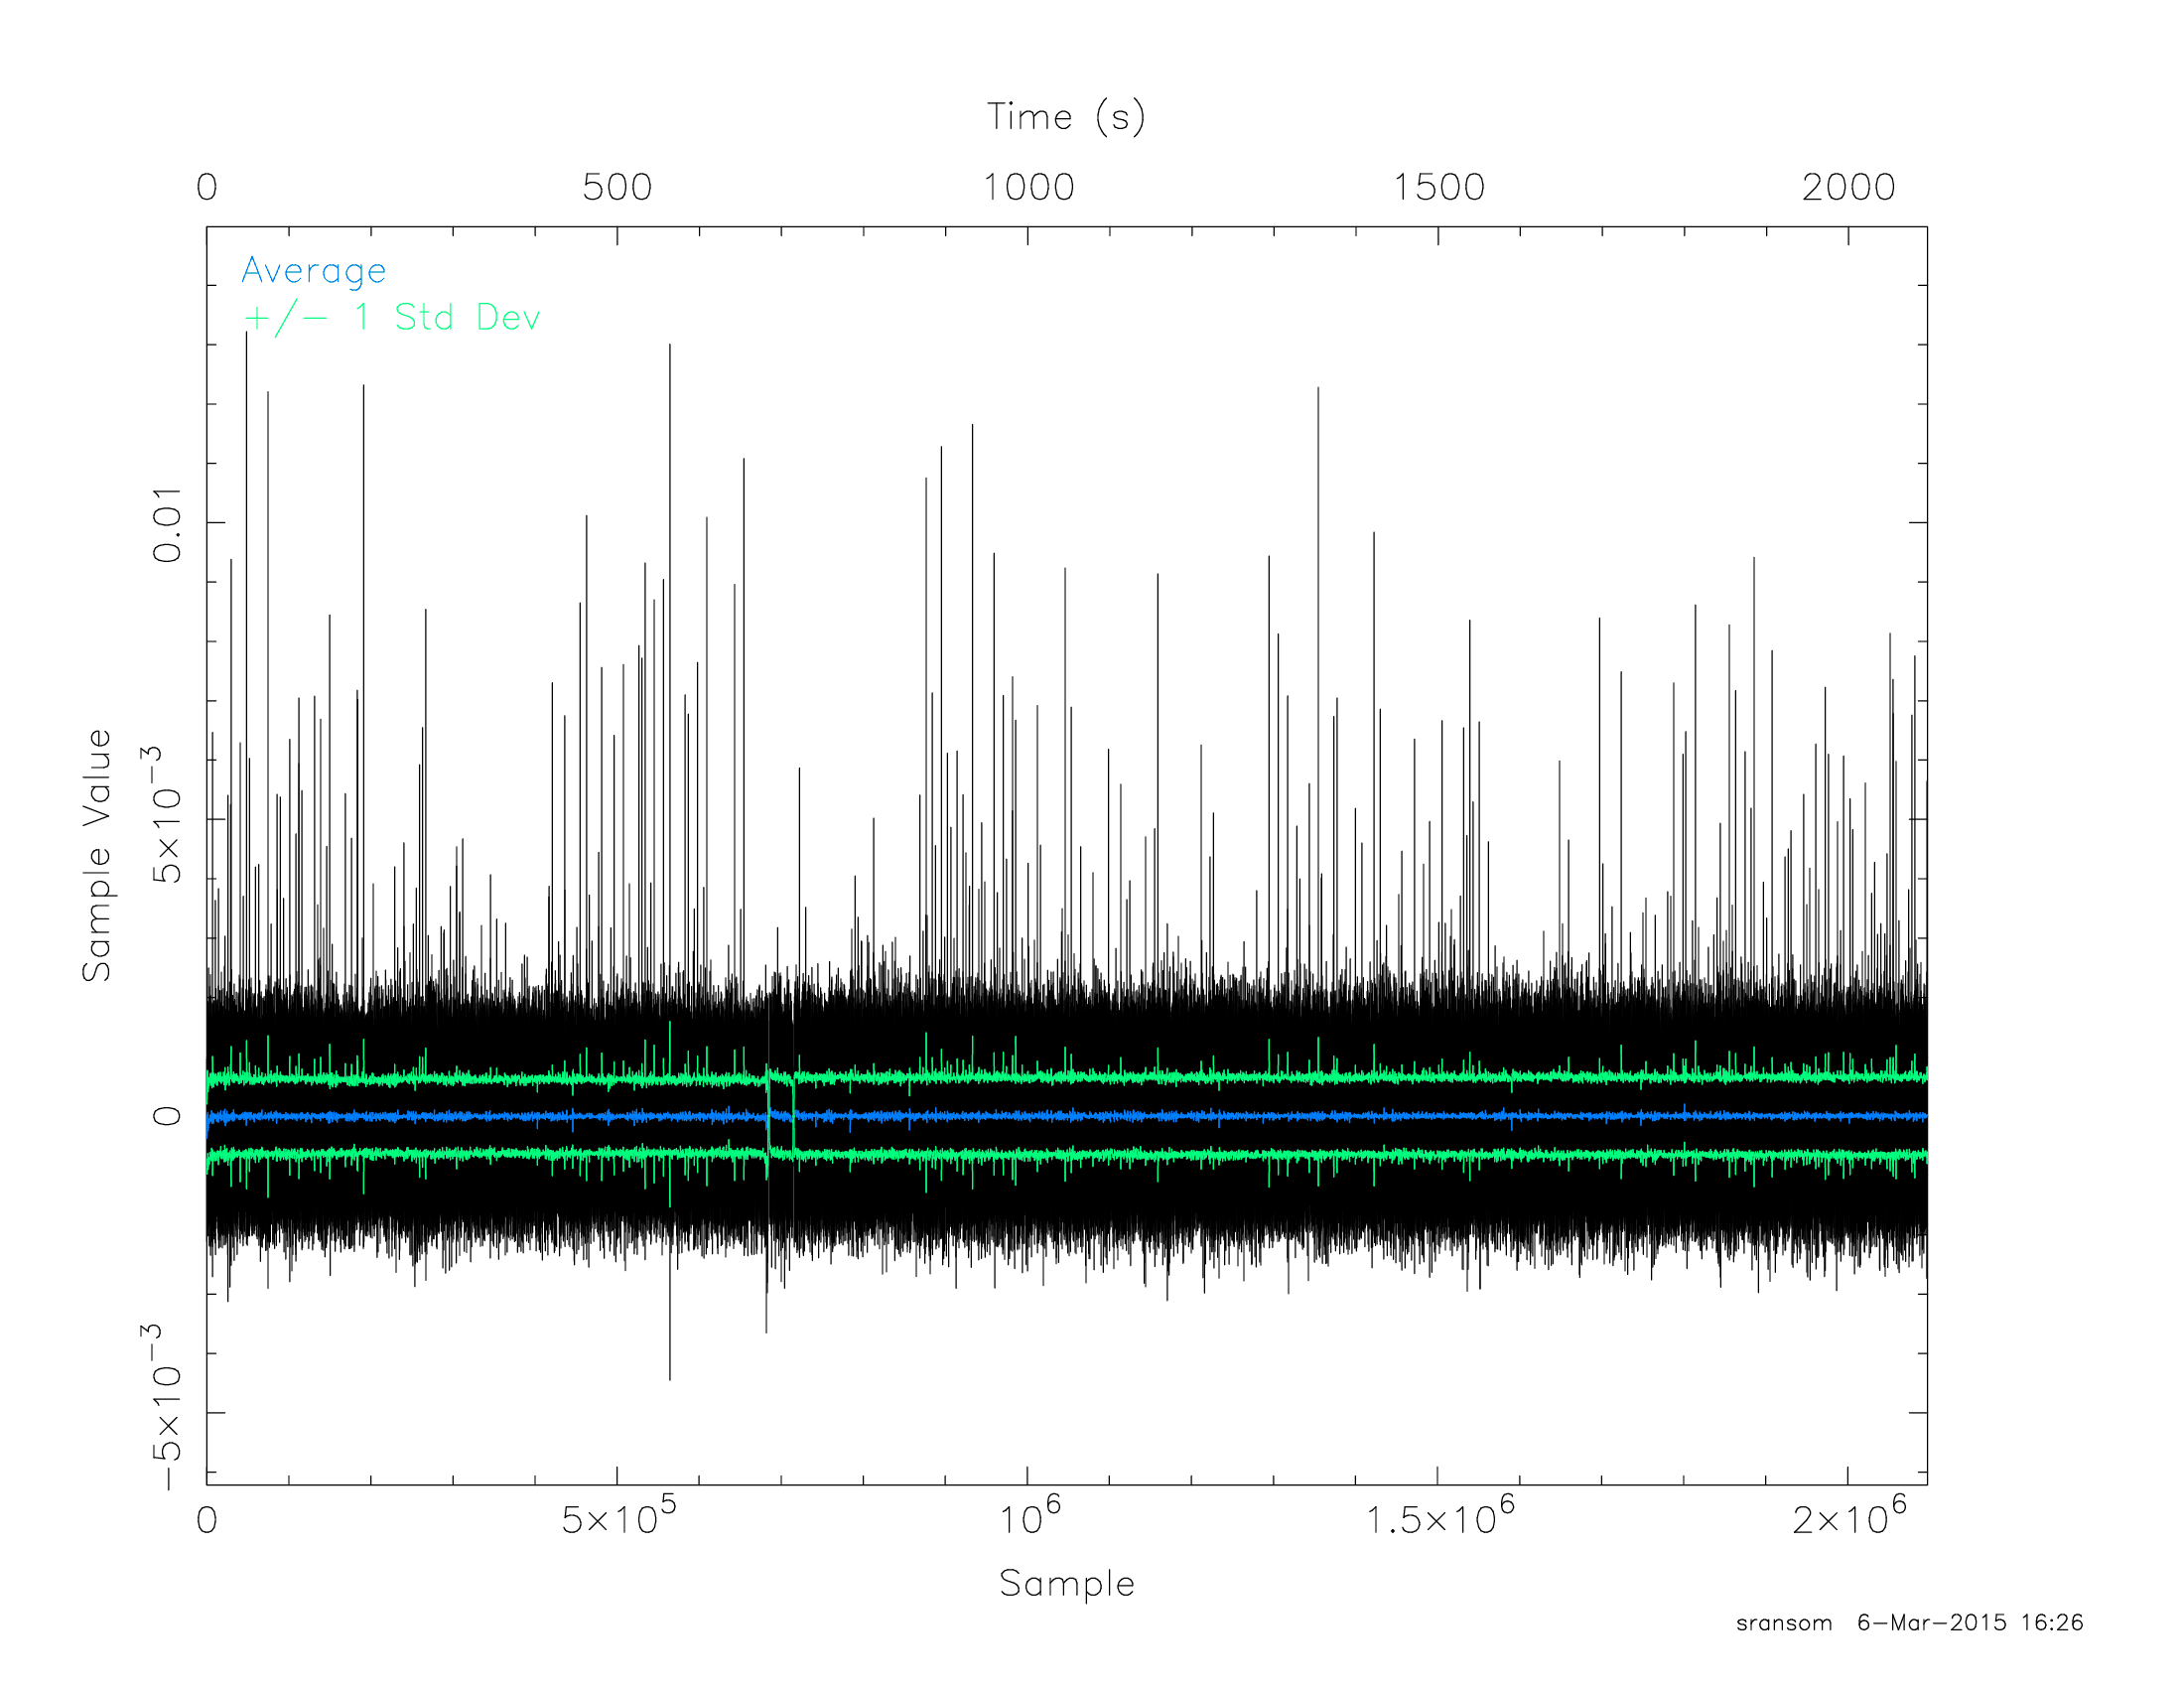 Time (s)
0 500 1000 1500 2000
Average
+/− 1 Std Dev
0.01
5×10⁻³
0
−5×10⁻³
Sample Value
0 5×10⁵ 10⁶ 1.5×10⁶ 2×10⁶
Sample
sransom 6−Mar−2015 16:26